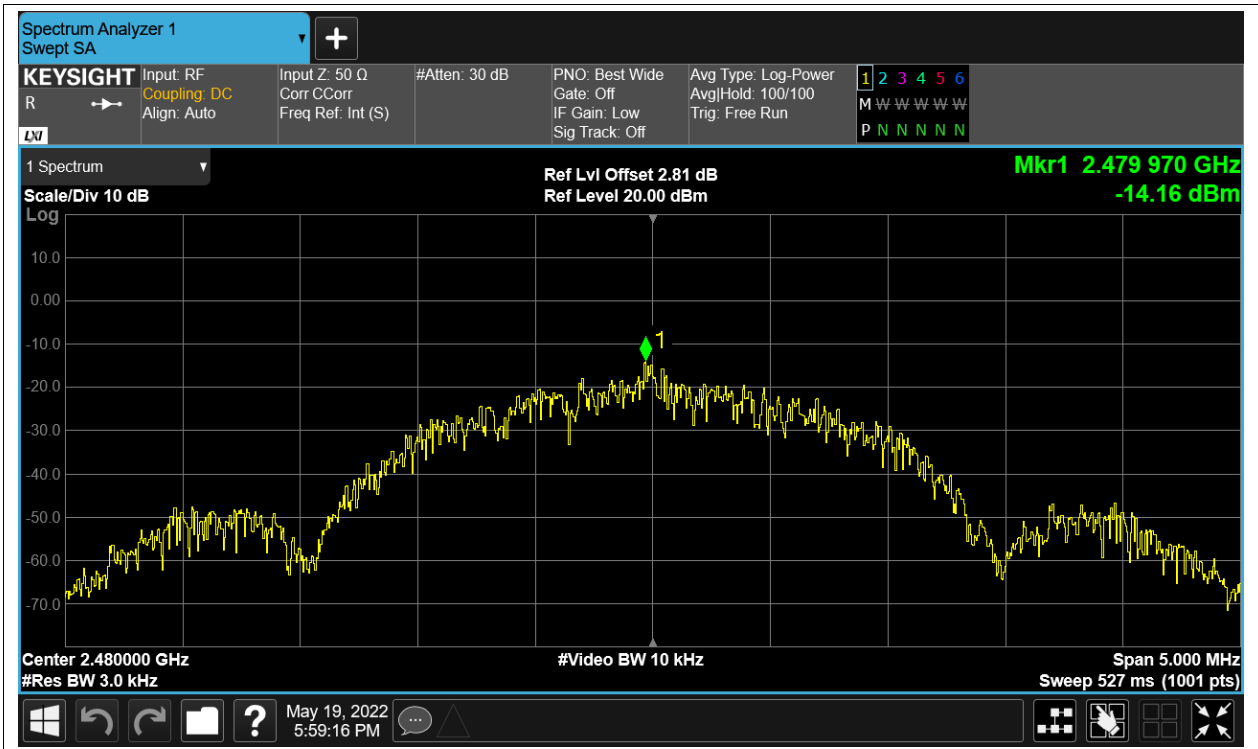 Spectrum Analyzer 1
Swept SA
KEYSIGHT
R
LXI
Input: RF
Coupling: DC
Align: Auto
Input Z: 50 Ω
Corr CCorr
Freq Ref: Int (S)
#Atten: 30 dB
PNO: Best Wide
Gate: Off
IF Gain: Low
Sig Track: Off
Avg Type: Log-Power
Avg|Hold: 100/100
Trig: Free Run
1 2 3 4 5 6
M W W W W W W
P N N N N N N
1 Spectrum
Scale/Div 10 dB
Log
Ref Lvl Offset 2.81 dB
Ref Level 20.00 dBm
Mkr1 2.479 970 GHz
-14.16 dBm
10.0
0.00
-10.0
-20.0
-30.0
-40.0
-50.0
-60.0
-70.0
1
Center 2.480000 GHz
#Res BW 3.0 kHz
#Video BW 10 kHz
Span 5.000 MHz
Sweep 527 ms (1001 pts)
?
May 19, 2022
5:59:16 PM